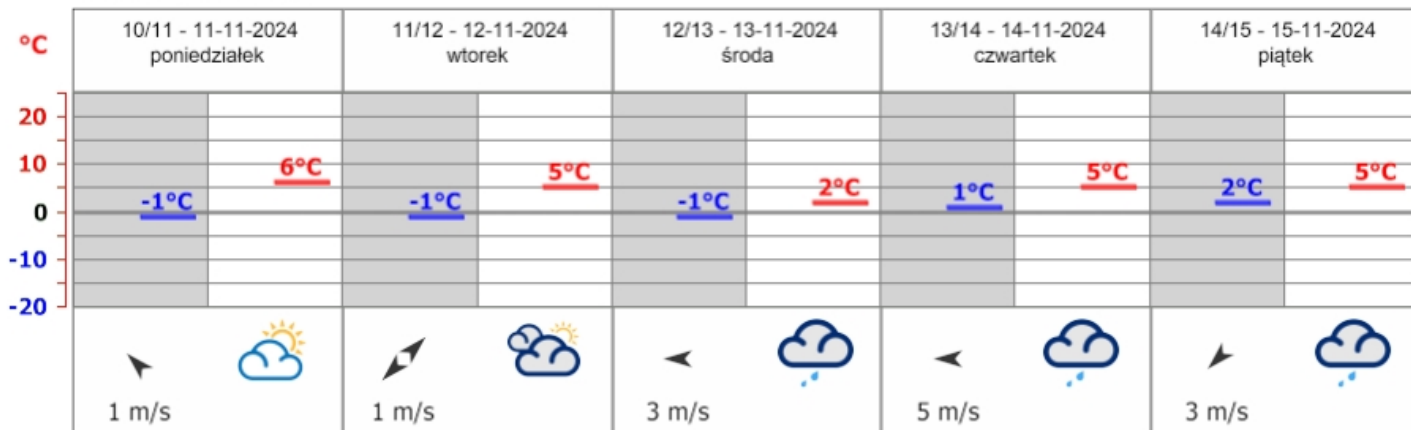 °C
10/11 - 11-11-2024
poniedziałek
11/12 - 12-11-2024
wtorek
12/13 - 13-11-2024
środa
13/14 - 14-11-2024
czwartek
14/15 - 15-11-2024
piątek
20
10
0
-10
-20
-1°C
6°C
-1°C
5°C
-1°C
2°C
1°C
5°C
2°C
5°C
1 m/s
1 m/s
3 m/s
5 m/s
3 m/s